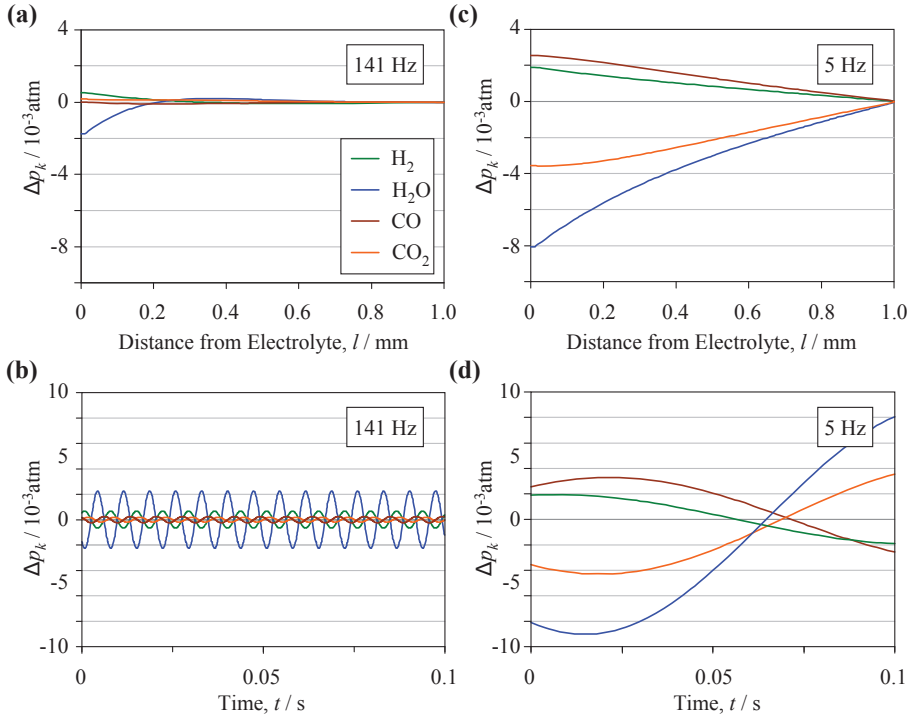 (a)
4
0
-4
-8
Δpₖ / 10⁻³atm
141 Hz
H₂
H₂O
CO
CO₂
0 0.2 0.4 0.6 0.8 1.0
Distance from Electrolyte, l / mm
(c)
4
0
-4
-8
Δpₖ / 10⁻³atm
5 Hz
0 0.2 0.4 0.6 0.8 1.0
Distance from Electrolyte, l / mm
(b)
10
5
0
-5
-10
Δpₖ / 10⁻³atm
141 Hz
0 0.05 0.1
Time, t / s
(d)
10
5
0
-5
-10
Δpₖ / 10⁻³atm
5 Hz
0 0.05 0.1
Time, t / s